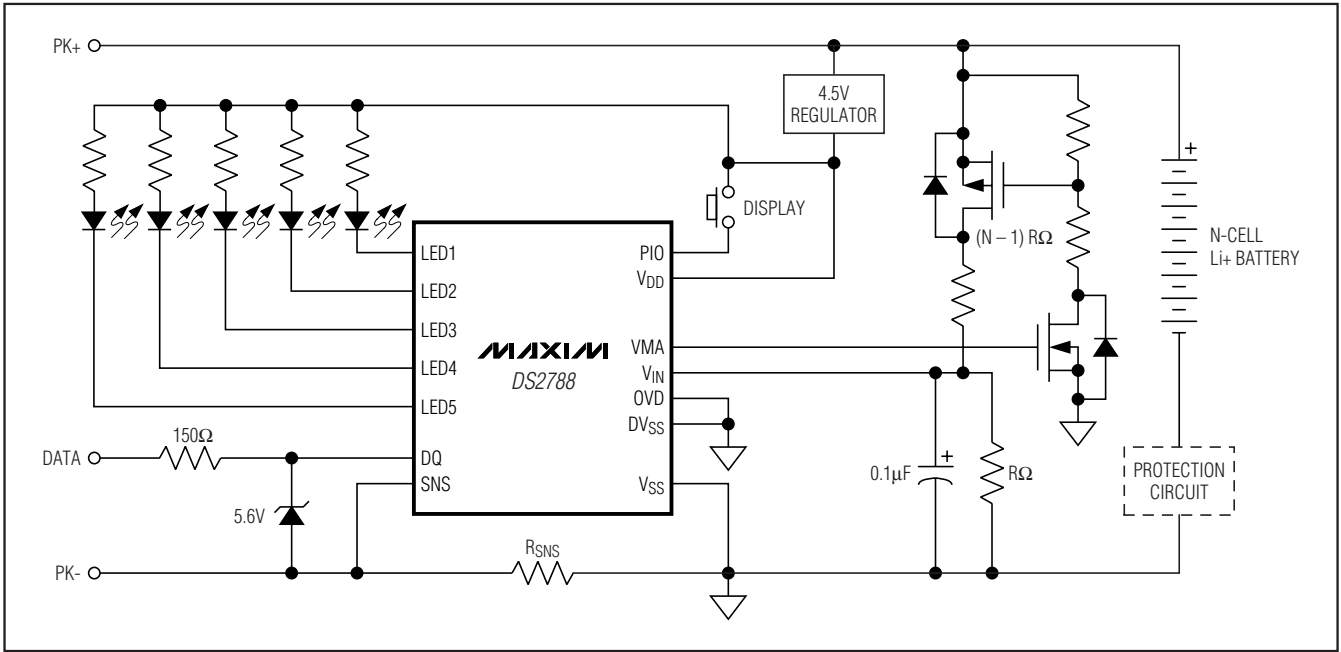 PK+
4.5V
REGULATOR
DISPLAY
(N – 1) RΩ
+
N-CELL
Li+ BATTERY
LED1
LED2
LED3
LED4
LED5
DQ
SNS
MAXIM
DS2788
PIO
VDD
VMA
VIN
OVD
DVSS
VSS
DATA
150Ω
5.6V
+
0.1µF
RΩ
PROTECTION
CIRCUIT
PK-
RSNS